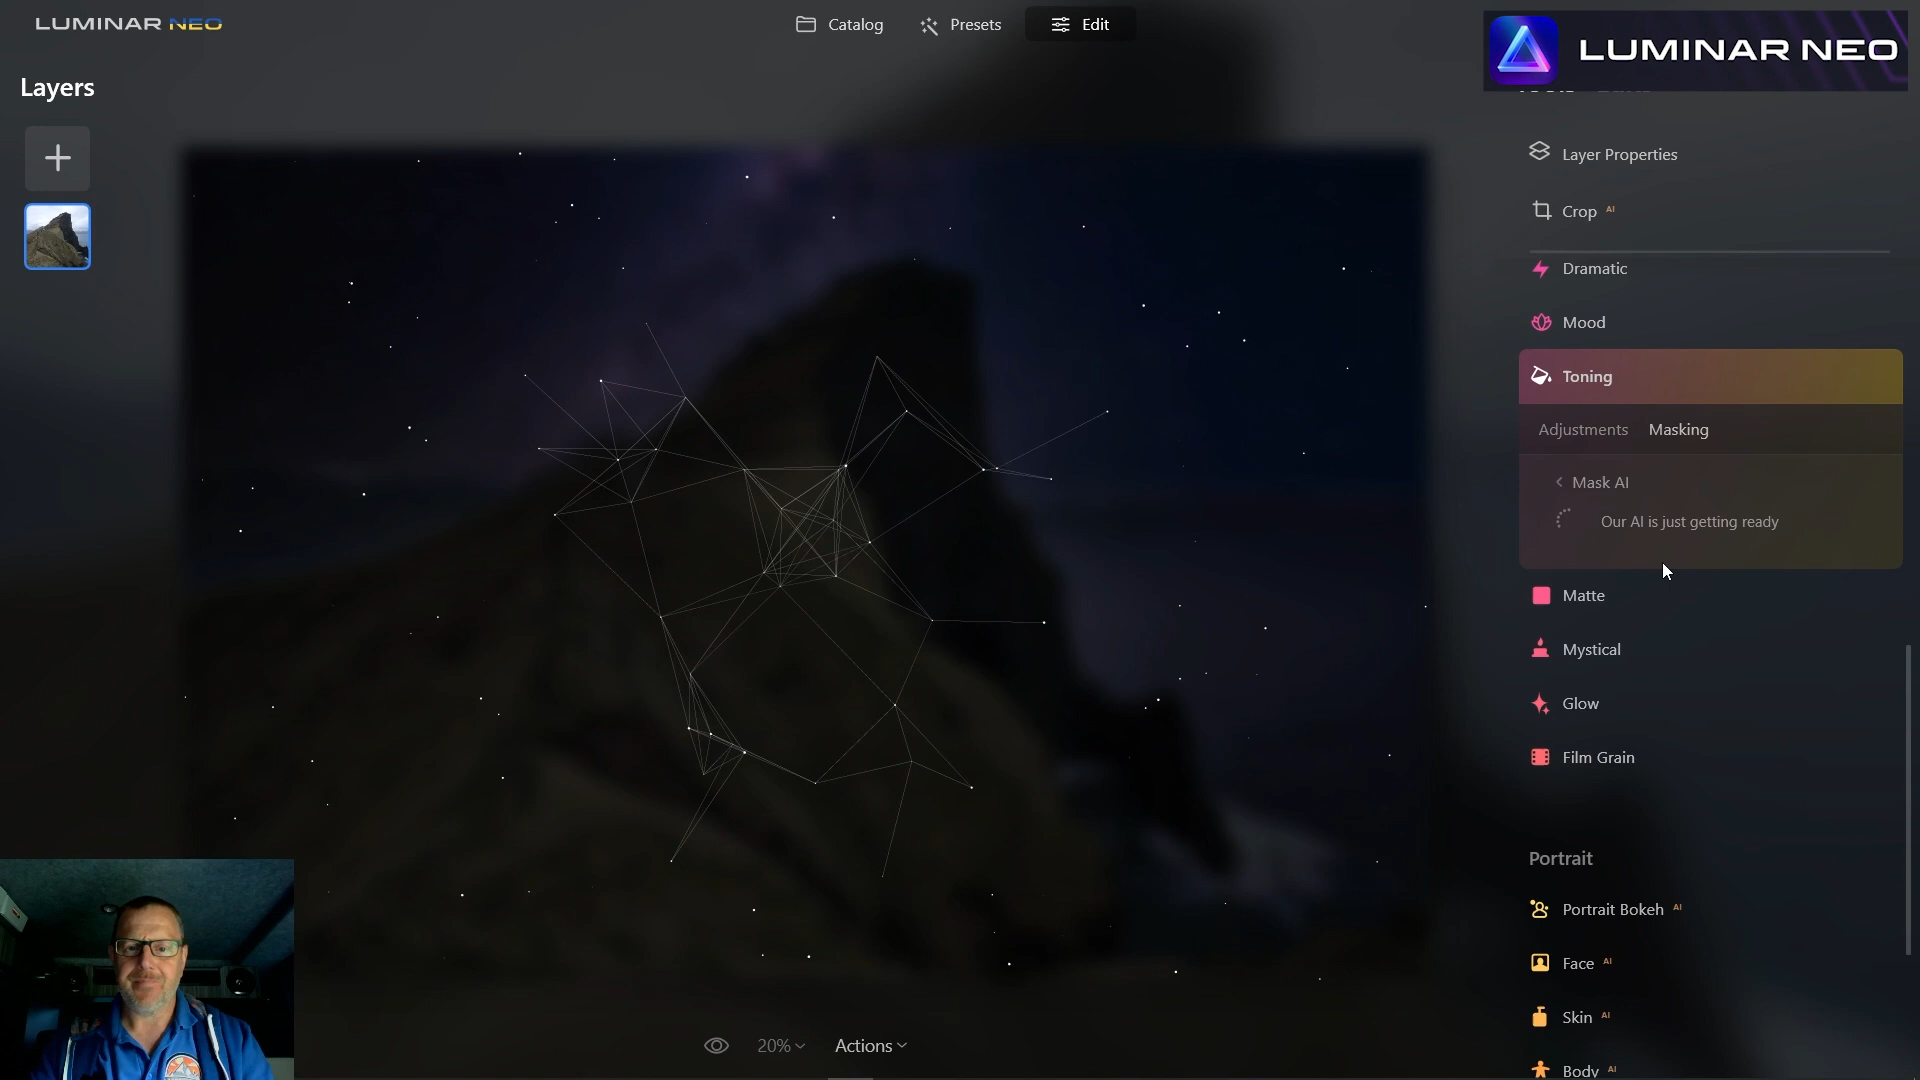 LUMINAR NEO
Catalog
Presets
Edit
LUMINAR NEO
Layers
Layer Properties
Crop AI
Dramatic
Mood
Toning
Adjustments Masking
Mask AI
Our AI is just getting ready
Matte
Mystical
Glow
Film Grain
Portrait
Portrait Bokeh AI
Face AI
Skin AI
Body AI
20%
Actions